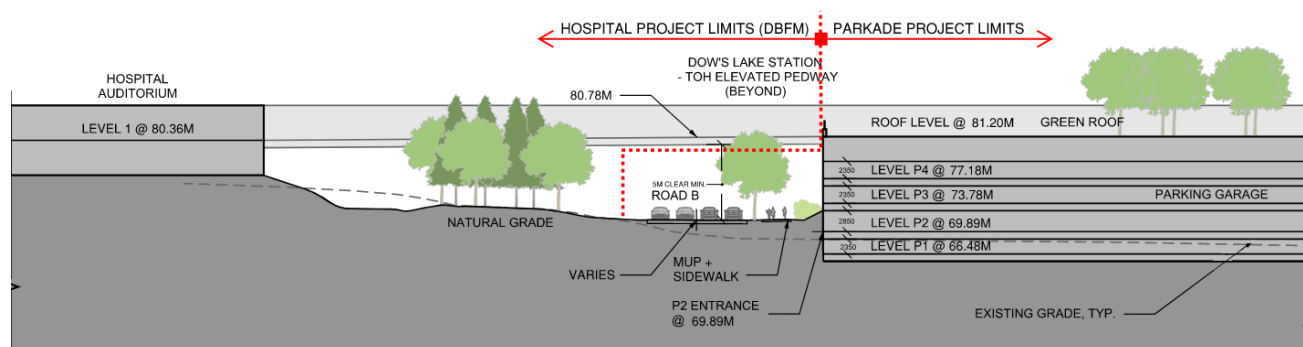 HOSPITAL PROJECT LIMITS (DBFM)
PARKADE PROJECT LIMITS
DOW'S LAKE STATION
- TOH ELEVATED PEDWAY
(BEYOND)
HOSPITAL
AUDITORIUM
80.78M
LEVEL 1 @ 80.36M
ROOF LEVEL @ 81.20M
GREEN ROOF
2350
LEVEL P4 @ 77.18M
5M CLEAR MIN.
ROAD B
2350
LEVEL P3 @ 73.78M
PARKING GARAGE
NATURAL GRADE
2850
LEVEL P2 @ 69.89M
2350
LEVEL P1 @ 66.48M
VARIES
MUP +
SIDEWALK
P2 ENTRANCE
@ 69.89M
EXISTING GRADE, TYP.